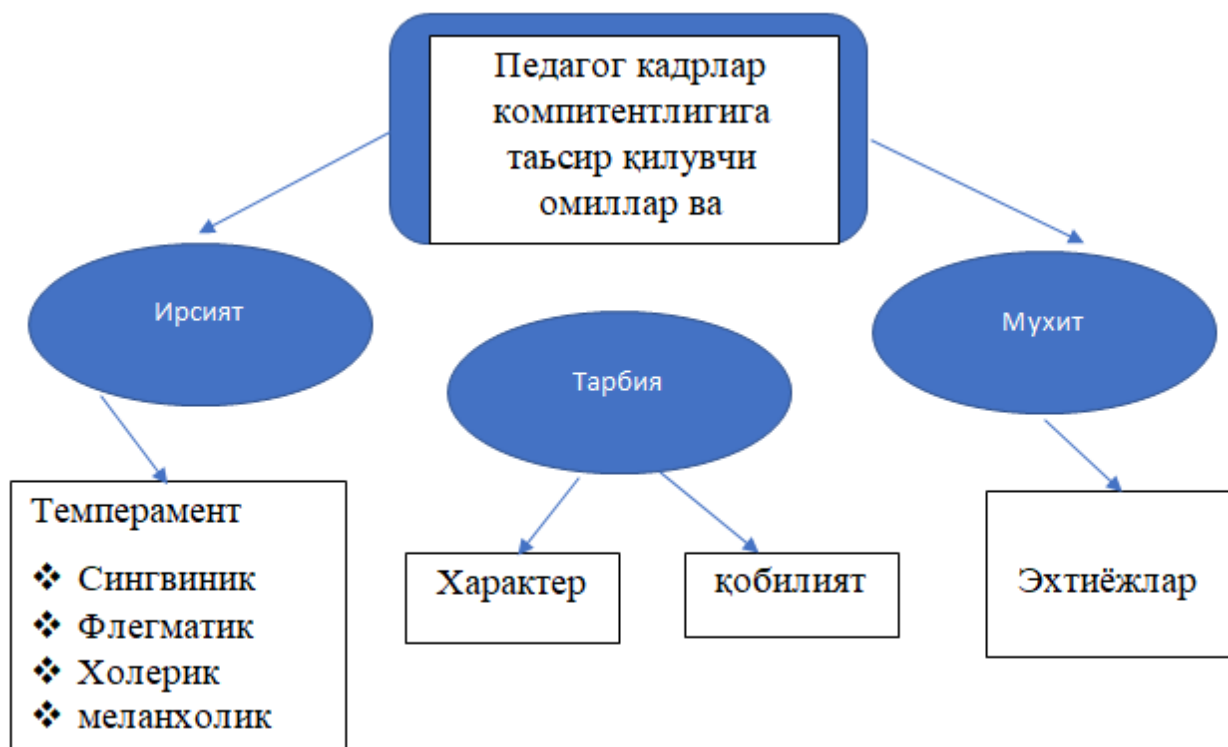 Педагог кадрлар
компитентлигига
таьсир қилувчи
омиллар ва
Ирсият
Тарбия
Мухит
Темперамент
❖ Сингвиник
❖ Флегматик
❖ Холерик
❖ меланхолик
Характер
қобилият
Эхтиёжлар